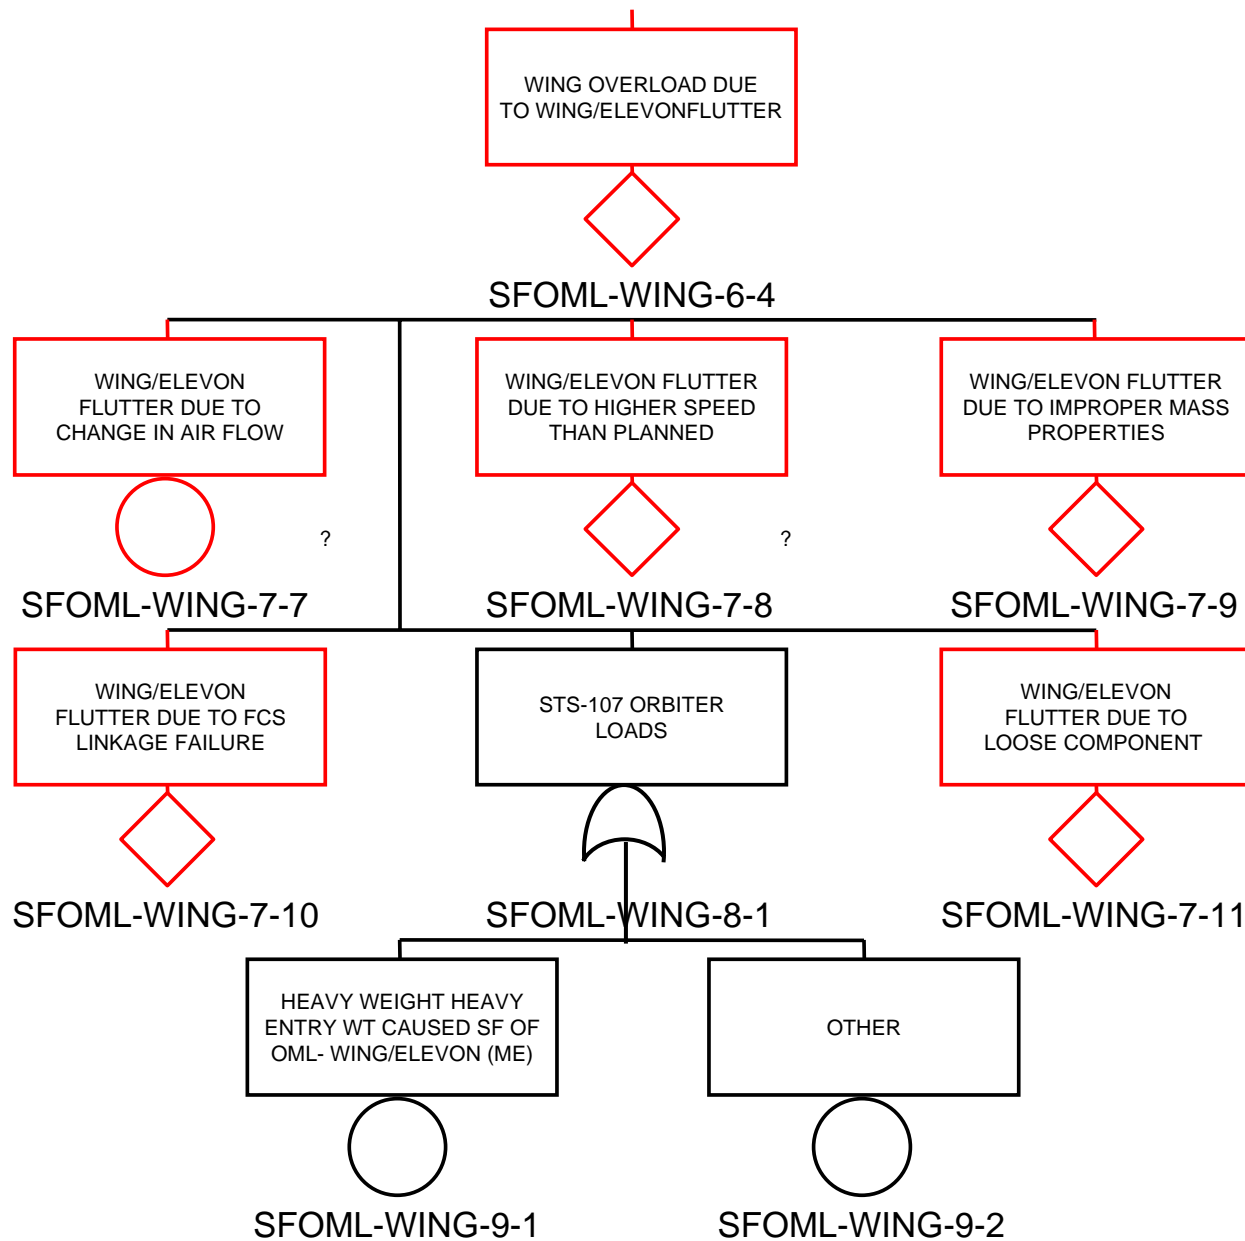 WING OVERLOAD DUE
TO WING/ELEVONFLUTTER
SFOML-WING-6-4
WING/ELEVON
FLUTTER DUE TO
CHANGE IN AIR FLOW
WING/ELEVON FLUTTER
DUE TO HIGHER SPEED
THAN PLANNED
WING/ELEVON FLUTTER
DUE TO IMPROPER MASS
PROPERTIES
?
?
SFOML-WING-7-7
SFOML-WING-7-8
SFOML-WING-7-9
WING/ELEVON
FLUTTER DUE TO FCS
LINKAGE FAILURE
STS-107 ORBITER
LOADS
WING/ELEVON
FLUTTER DUE TO
LOOSE COMPONENT
SFOML-WING-7-10
SFOML-WING-8-1
SFOML-WING-7-11
HEAVY WEIGHT HEAVY
ENTRY WT CAUSED SF OF
OML- WING/ELEVON (ME)
OTHER
SFOML-WING-9-1
SFOML-WING-9-2